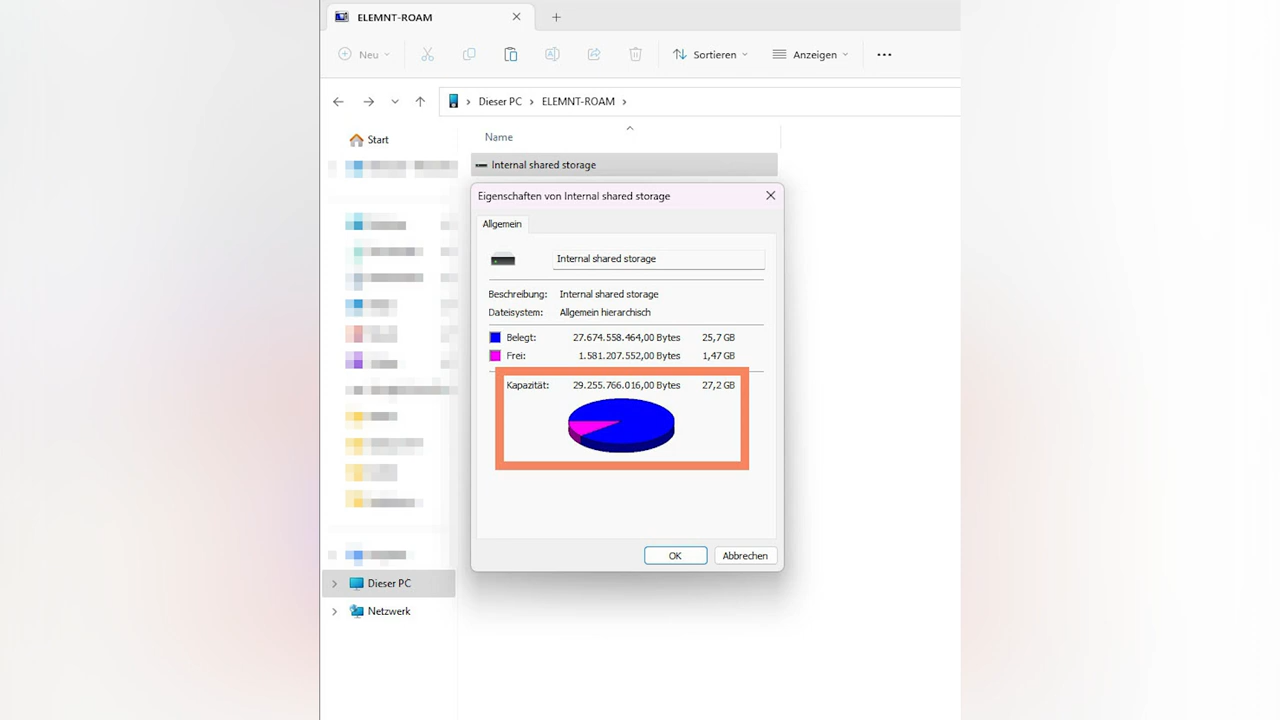 ELEMNT-ROAM
Neu
Sortieren
Anzeigen
Dieser PC
ELEMNT-ROAM
Start
Name
Internal shared storage
Eigenschaften von Internal shared storage
Allgemein
Internal shared storage
Beschreibung: Internal shared storage
Dateisystem: Allgemein hierarchisch
Belegt: 27.674.558.464,00 Bytes 25,7 GB
Frei: 1.581.207.552,00 Bytes 1,47 GB
Kapazität: 29.255.766.016,00 Bytes 27,2 GB
OK Abbrechen
Dieser PC
Netzwerk